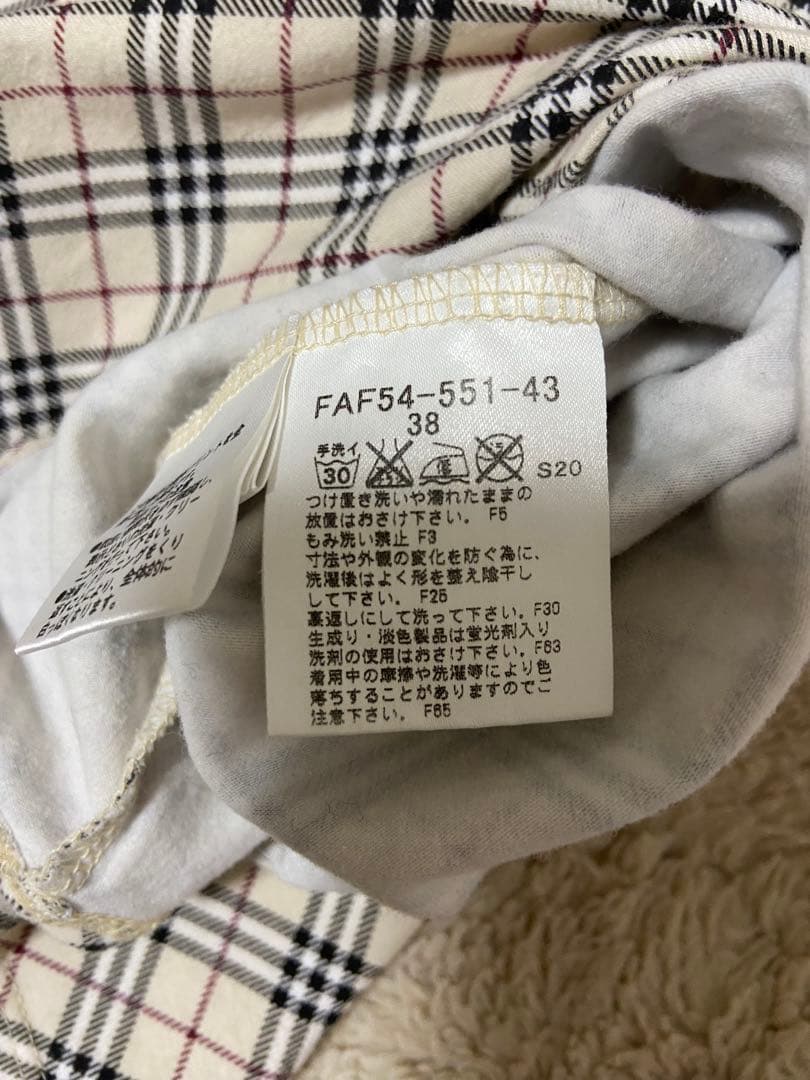 FAF54-551-43
38
手洗イ
30 中 ドライ S20
つけ置き洗いや濡れたままの
放置はおさけ下さい。 F5
もみ洗い禁止 F3
寸法や外観の変化を防ぐ為に、
洗濯後はよく形を整え陰干し
して下さい。 F25
裏返しにして洗って下さい。F30
生成り・淡色製品は蛍光剤入り
洗剤の使用はおさけ下さい。F63
着用中の摩擦や洗濯等により色
落ちすることがありますのでご
注意下さい。 F65